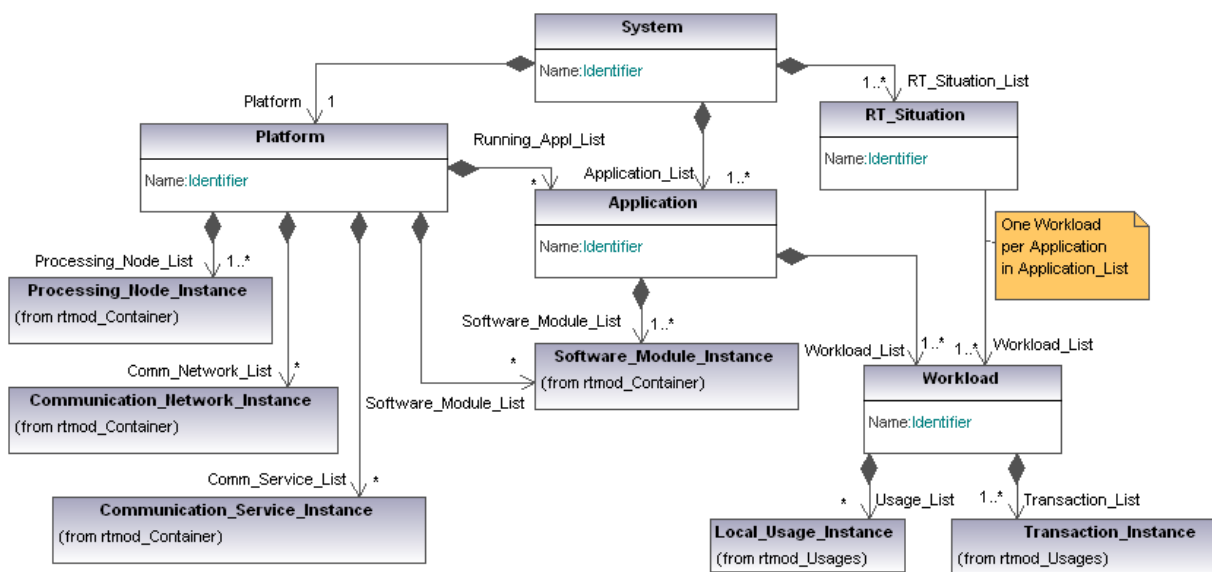 System
Name:Identifier
1..*
RT_Situation_List
Platform
1
RT_Situation
Name:Identifier
Platform
Name:Identifier
Running_Appl_List
*
Application_List
1..*
Application
Name:Identifier
One Workload
per Application
in Application_List
Processing_Node_List
1..*
Processing_Node_Instance
(from rtmod_Container)
Software_Module_List
1..*
Software_Module_Instance
(from rtmod_Container)
Workload_List
1..*
1..*
Workload_List
Comm_Network_List
*
Communication_Network_Instance
(from rtmod_Container)
*
Software_Module_List
Workload
Name:Identifier
Comm_Service_List
*
Communication_Service_Instance
(from rtmod_Container)
*
Usage_List
1..*
Transaction_List
Local_Usage_Instance
(from rtmod_Usages)
Transaction_Instance
(from rtmod_Usages)